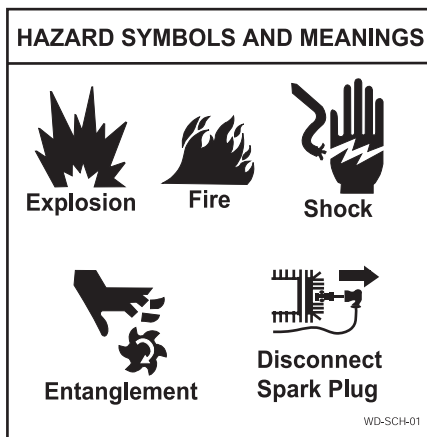 HAZARD SYMBOLS AND MEANINGS
Explosion
Fire
Shock
Entanglement
Disconnect
Spark Plug
WD-SCH-01